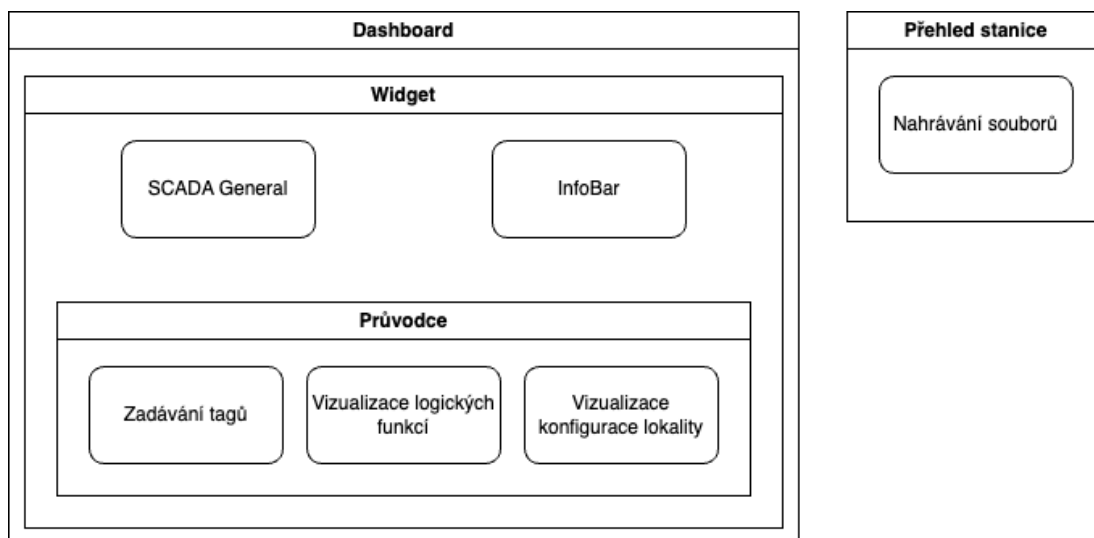 Dashboard
Widget
SCADA General
InfoBar
Průvodce
Zadávání tagů
Vizualizace logických
funkcí
Vizualizace
konfigurace lokality
Přehled stanice
Nahrávání souborů